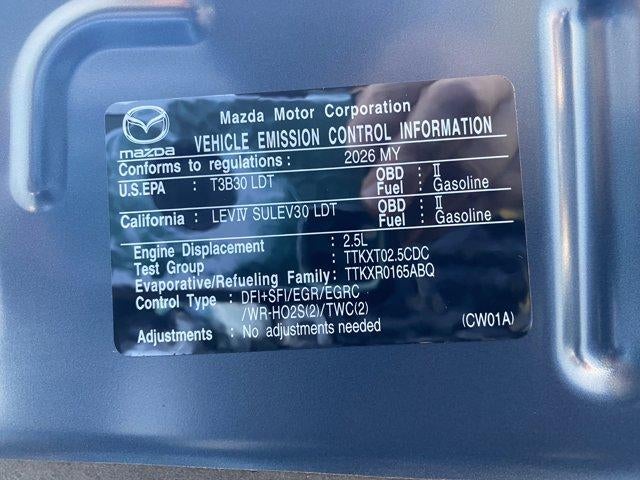 Mazda Motor Corporation
mazda
VEHICLE EMISSION CONTROL INFORMATION
Conforms to regulations : 2026 MY
U.S.EPA : T3B30 LDT OBD : II
Fuel : Gasoline
California : LEVIV SULEV30 LDT OBD : II
Fuel : Gasoline
Engine Displacement : 2.5L
Test Group : TTKXT02.5CDC
Evaporative/Refueling Family: TTKXR0165ABQ
Control Type : DFI+SFI/EGR/EGRC
/WR-HO2S(2)/TWC(2)
Adjustments : No adjustments needed (CW01A)